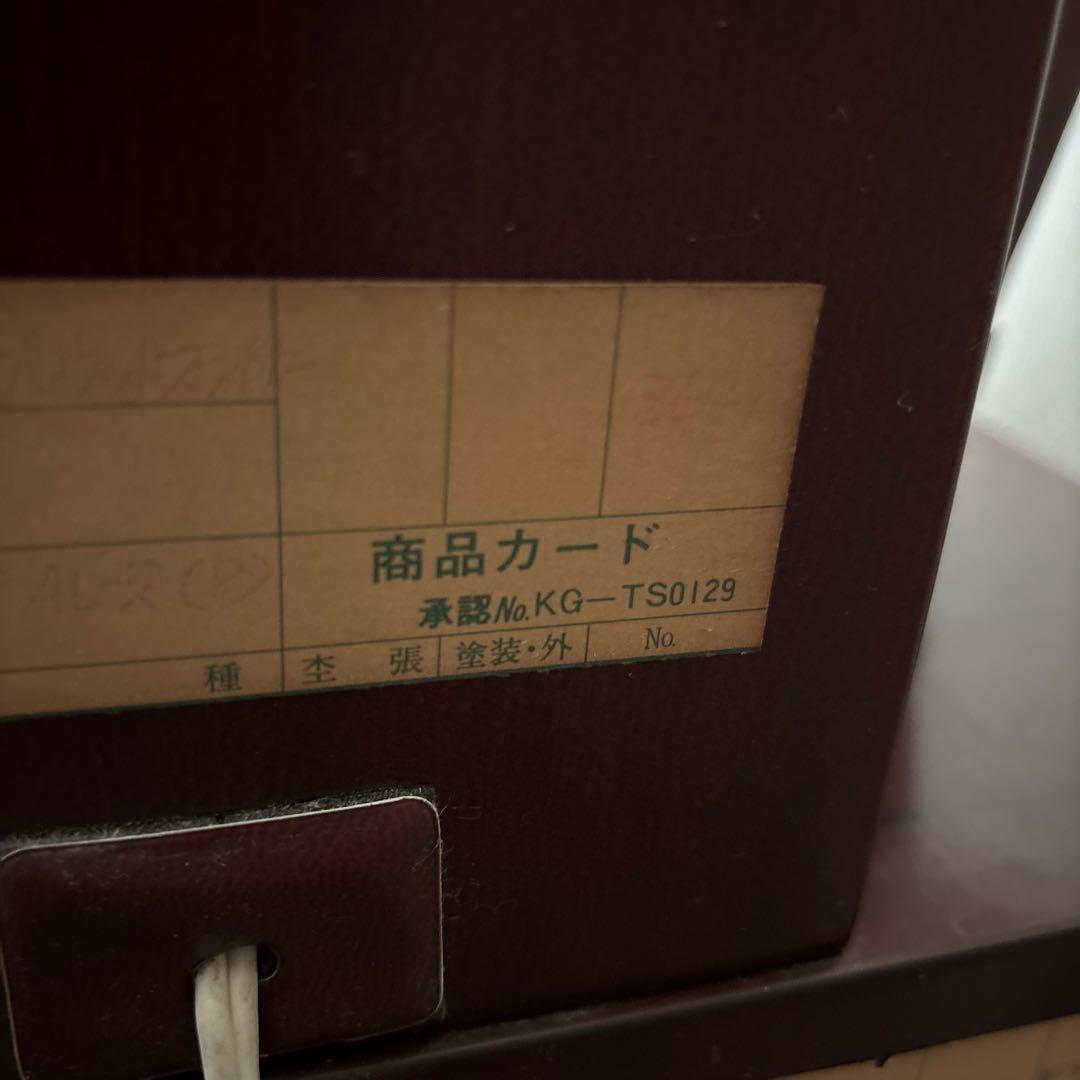 商品カード
承認No.KG-TS0129
種 杢 張 塗装・外 No.